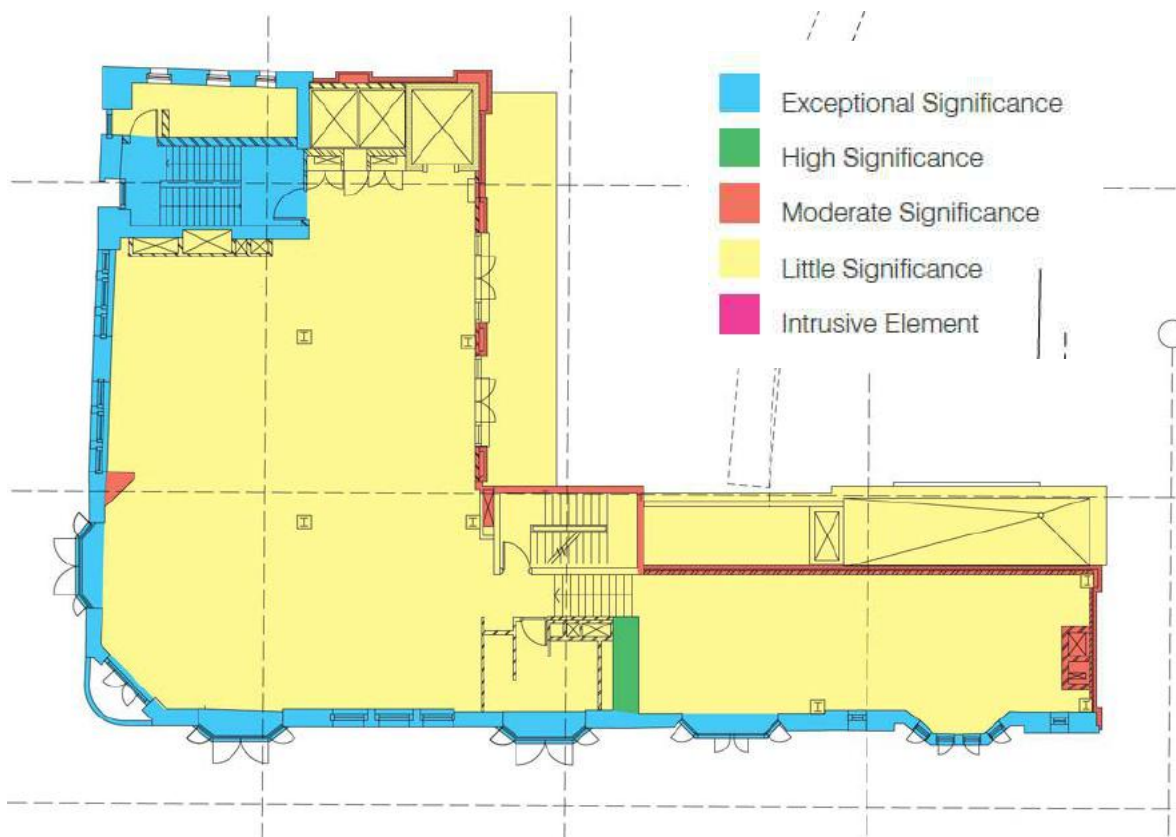 Exceptional Significance
High Significance
Moderate Significance
Little Significance
Intrusive Element